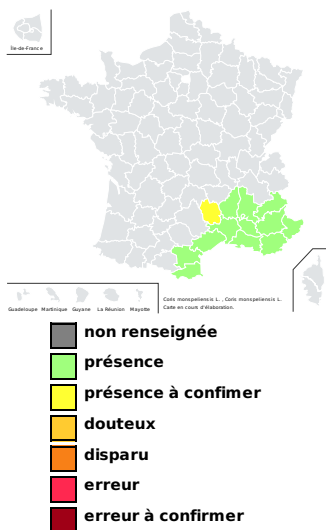 Île-de-France
Guadeloupe Martinique Guyane La Réunion Mayotte
Coris monspeliensis L. , Coris monspeliensis L.
Carte en cours d'élaboration.
non renseignée
présence
présence à confimer
douteux
disparu
erreur
erreur à confirmer